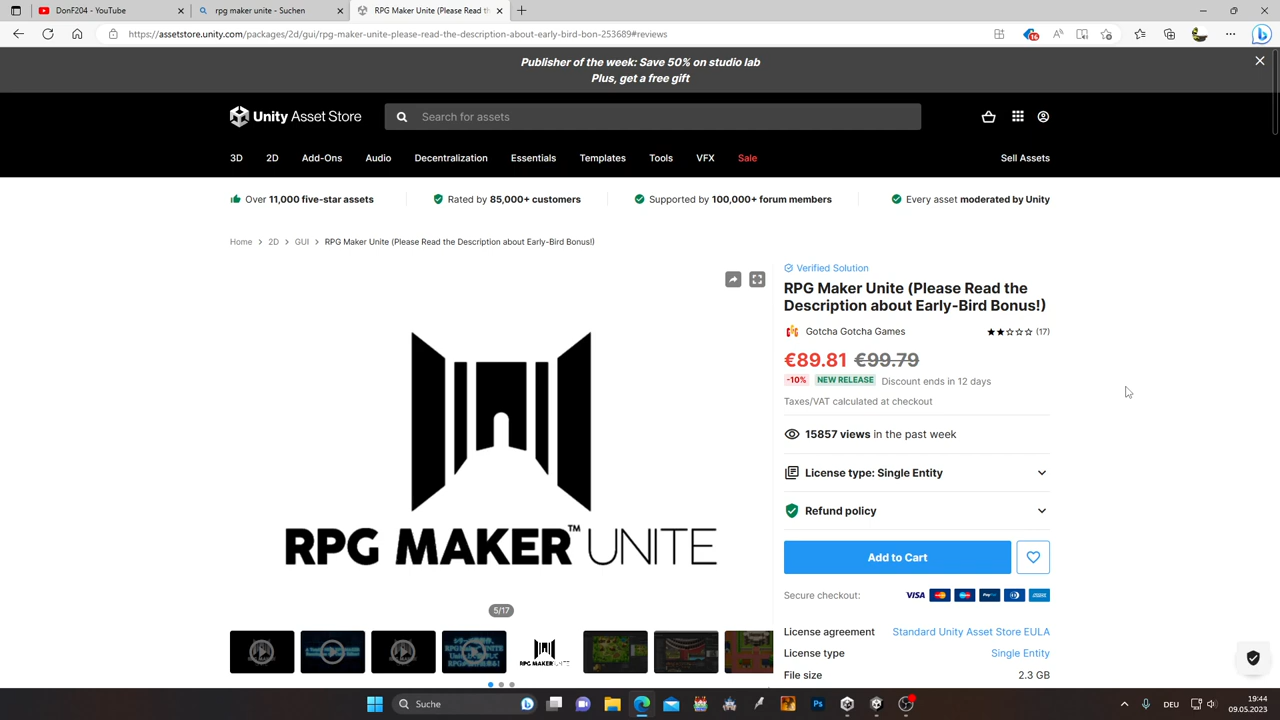 DonF204 - YouTube
rpg maker unite - Suchen
RPG Maker Unite (Please Read th
https://assetstore.unity.com/packages/2d/gui/rpg-maker-unite-please-read-the-description-about-early-bird-bon-253689#reviews
16
Publisher of the week: Save 50% on studio lab
Plus, get a free gift
Unity Asset Store
Search for assets
3D 2D Add-Ons Audio Decentralization Essentials Templates Tools VFX Sale Sell Assets
Over 11,000 five-star assets
Rated by 85,000+ customers
Supported by 100,000+ forum members
Every asset moderated by Unity
Home > 2D > GUI > RPG Maker Unite (Please Read the Description about Early-Bird Bonus!)
RPG MAKER™ UNITE
5/17
RPG MAKER UNITE
Verified Solution
RPG Maker Unite (Please Read the
Description about Early-Bird Bonus!)
Gotcha Gotcha Games
(17)
€89.81 €99.79
-10% NEW RELEASE Discount ends in 12 days
Taxes/VAT calculated at checkout
15857 views in the past week
License type: Single Entity
Refund policy
Add to Cart
Secure checkout: VISA
License agreement Standard Unity Asset Store EULA
License type Single Entity
File size 2.3 GB
Suche
DEU
19:44
09.05.2023